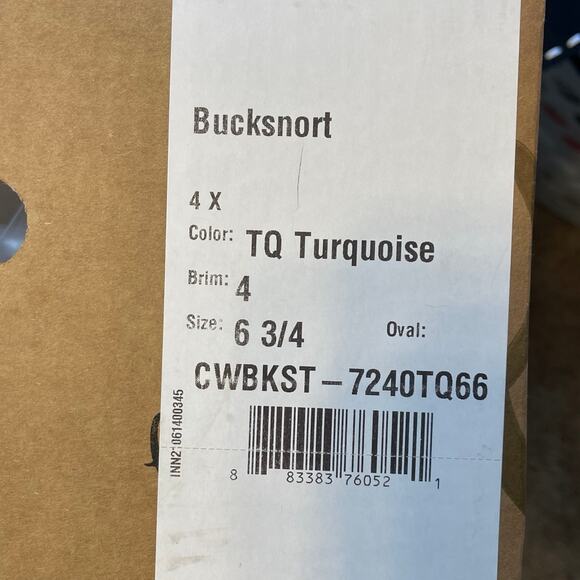 Bucksnort
4 X
Color: TQ Turquoise
Brim: 4
Size: 6 3/4 Oval:
CWBKST-7240TQ66
INN2 061400345
8 83383 76052 1